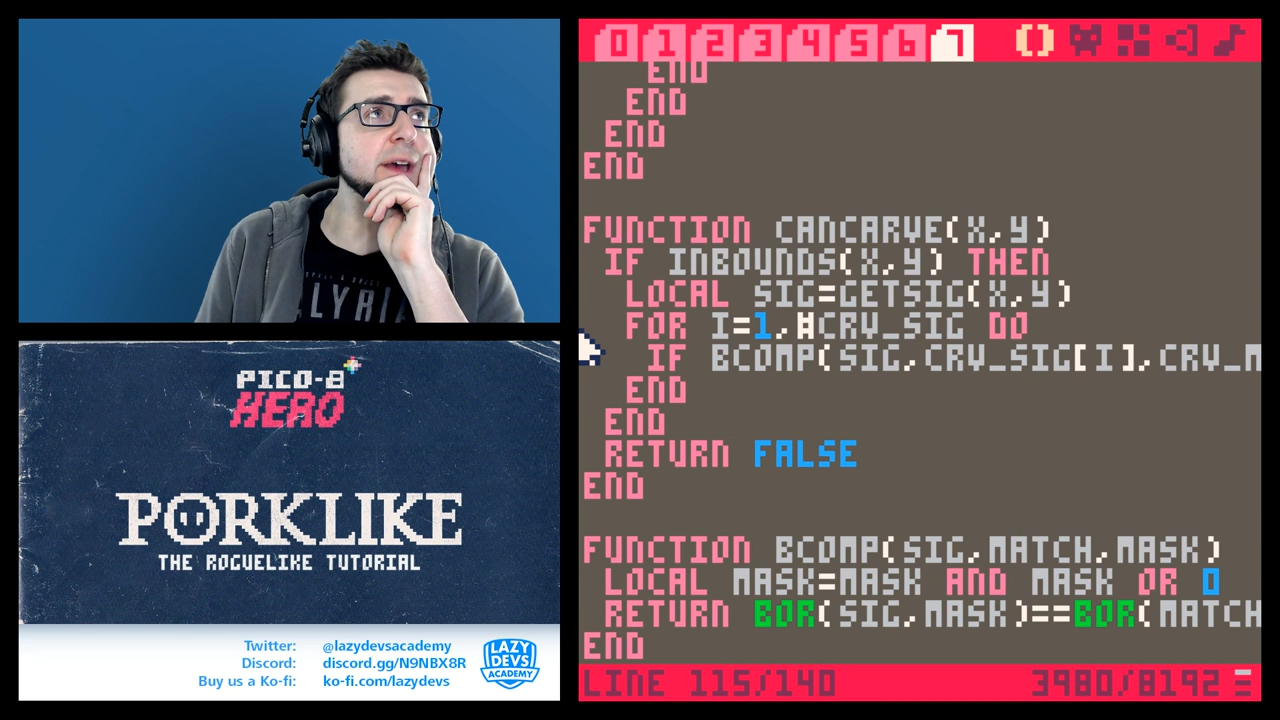 LYRIA
PICO-8
HERO
PORKLIKE
THE ROGUELIKE TUTORIAL
Twitter: @lazydevsacademy
Discord: discord.gg/N9NBX8R
Buy us a Ko-fi: ko-fi.com/lazydevs
LAZY
DEVS
ACADEMY
0 1 2 3 4 5 6 7 ()
END
END
END
END
FUNCTION CANCARVE(X,Y)
IF INBOUNDS(X,Y) THEN
LOCAL SIG=GETSIG(X,Y)
FOR I=1,#CRV_SIG DO
IF BCOMP(SIG,CRV_SIG[I],CRV_M
END
END
RETURN FALSE
END
FUNCTION BCOMP(SIG,MATCH,MASK)
LOCAL MASK=MASK AND MASK OR 0
RETURN BOR(SIG,MASK)==BOR(MATCH
END
LINE 115/140 3980/8192